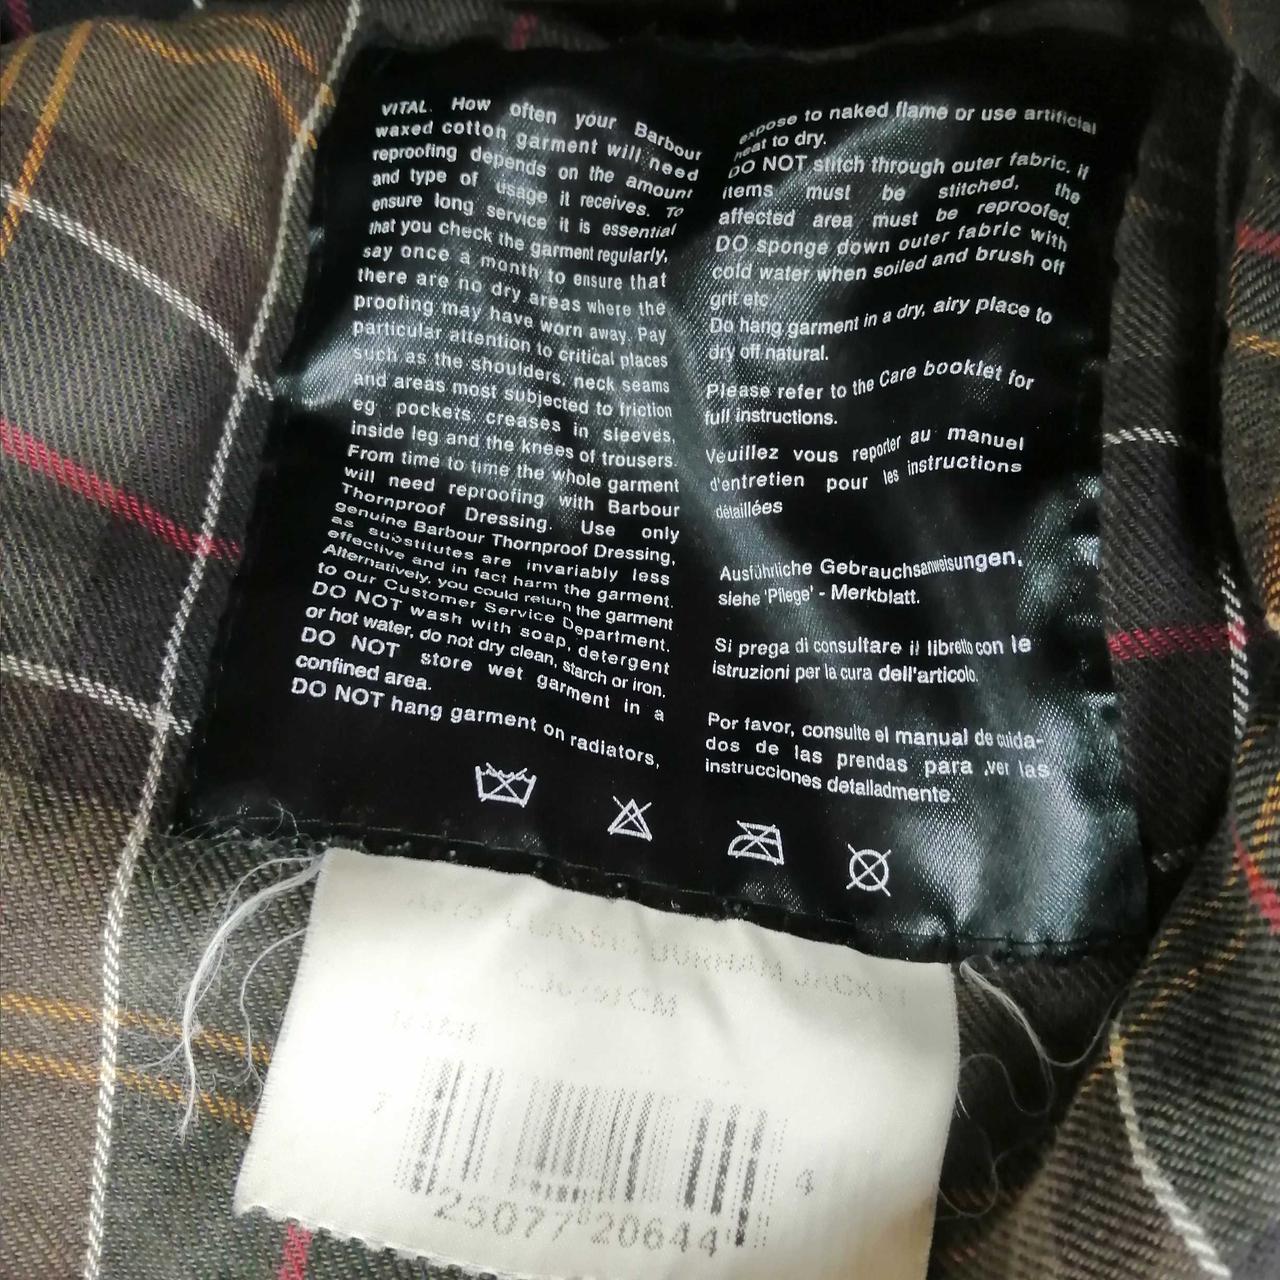 VITAL. How often your Barbour
waxed cotton garment will need
reproofing depends on the amount
and type of usage it receives. To
ensure long service it is essential
that you check the garment regularly,
say once a month to ensure that
there are no dry areas where the
proofing may have worn away. Pay
particular attention to critical places
such as the shoulders, neck seams
and areas most subjected to friction
eg pockets, creases in sleeves,
inside leg and the knees of trousers.
From time to time the whole garment
will need reproofing with Barbour
Thornproof Dressing. Use only
genuine Barbour Thornproof Dressing,
as substitutes are invariably less
effective and in fact harm the garment.
Alternatively, you could return the garment
to our Customer Service Department.
DO NOT wash with soap, detergent
or hot water, do not dry clean, starch or iron.
DO NOT store wet garment in a
confined area.
DO NOT hang garment on radiators,
expose to naked flame or use artificial
heat to dry.
DO NOT stitch through outer fabric, if
items must be stitched, the
affected area must be reproofed.
DO sponge down outer fabric with
cold water when soiled and brush off
grit etc.
Do hang garment in a dry, airy place to
dry off natural.
Please refer to the Care booklet for
full instructions.
Veuillez vous reporter au manuel
d'entretien pour les instructions
détaillées
Ausführliche Gebrauchsanweisungen,
siehe 'Pflege' - Merkblatt.
Si prega di consultare il libretto con le
istruzioni per la cura dell'articolo.
Por favor, consulte el manual de cuida-
dos de las prendas para ver las
instrucciones detalladmente.
CLASSIC DURHAM JACKET
C36/91CM
7 25077 20644 4